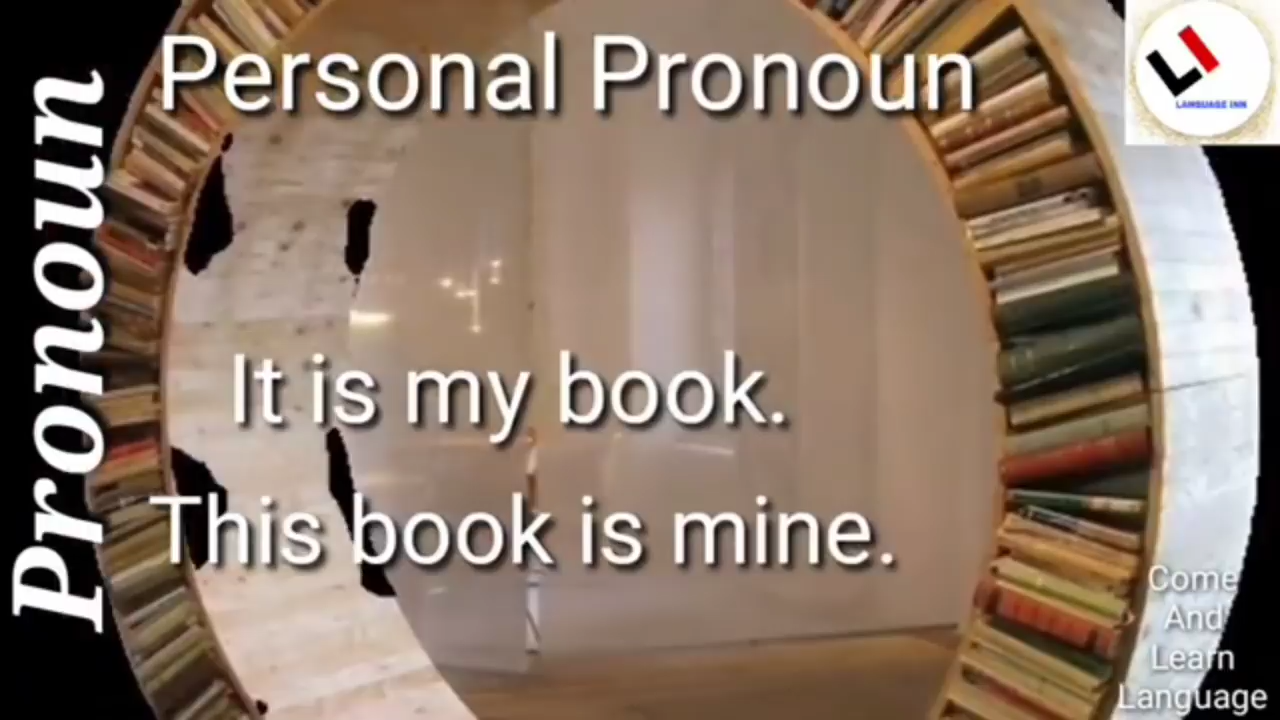 Personal Pronoun
Pronoun
LANGUAGE INN
It is my book.
This book is mine.
Come
And
Learn
Language